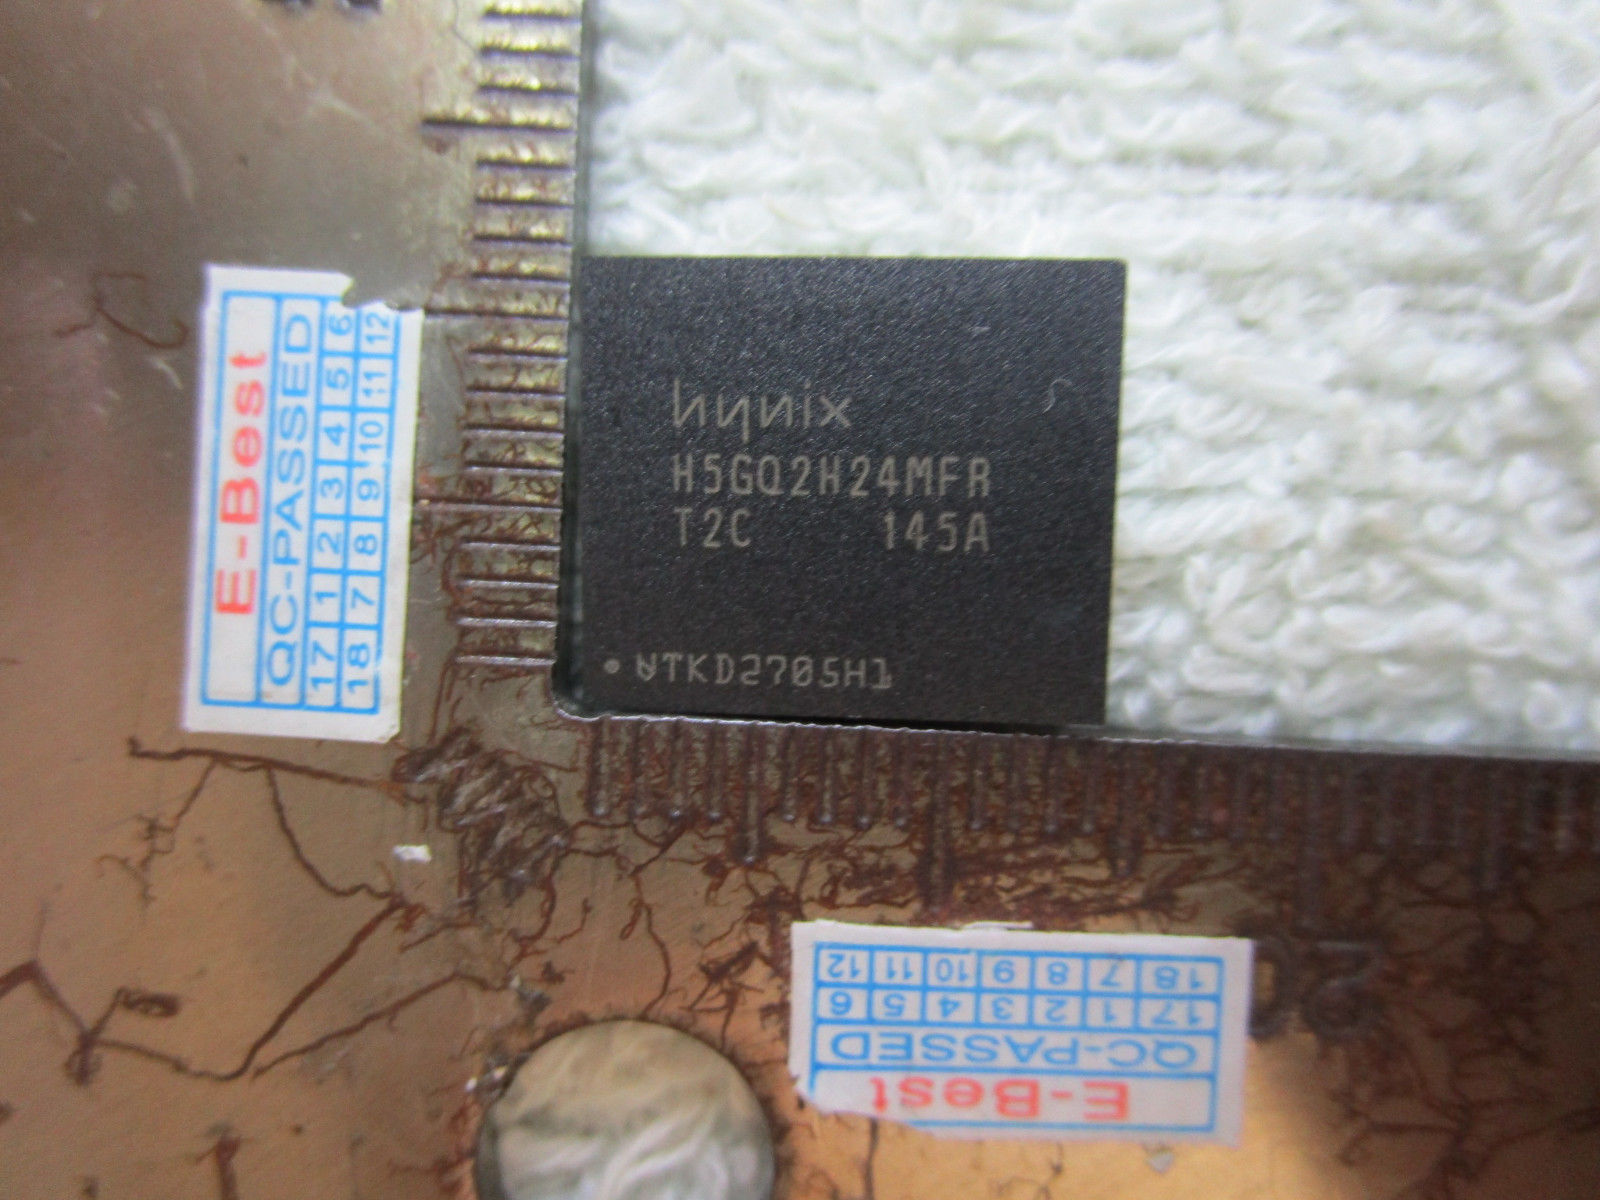 E-Best
QC-PASSED
17 1 2 3 4 5 6
18 7 8 9 10 11 12
hynix
H5GQ2H24MFR
T2C 145A
WTKD2705H1
E-Best
QC-PASSED
17 1 2 3 4 5 6
18 7 8 9 10 11 12